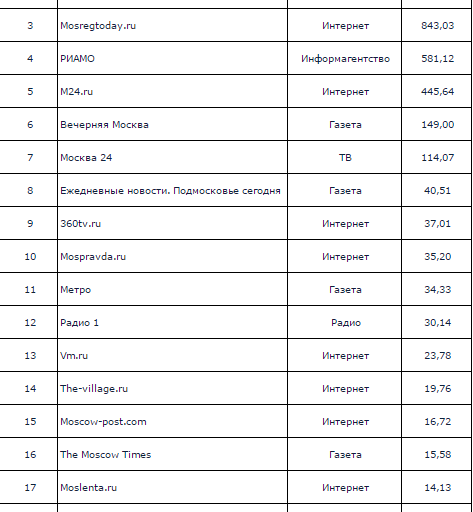 3 Mosregtoday.ru Интернет 843,03
4 РИАМО Информагентство 581,12
5 M24.ru Интернет 445,64
6 Вечерняя Москва Газета 149,00
7 Москва 24 ТВ 114,07
8 Ежедневные новости. Подмосковье сегодня Газета 40,51
9 360tv.ru Интернет 37,01
10 Mospravda.ru Интернет 35,20
11 Метро Газета 34,33
12 Радио 1 Радио 30,14
13 Vm.ru Интернет 23,78
14 The-village.ru Интернет 19,76
15 Moscow-post.com Интернет 16,72
16 The Moscow Times Газета 15,58
17 Moslenta.ru Интернет 14,13